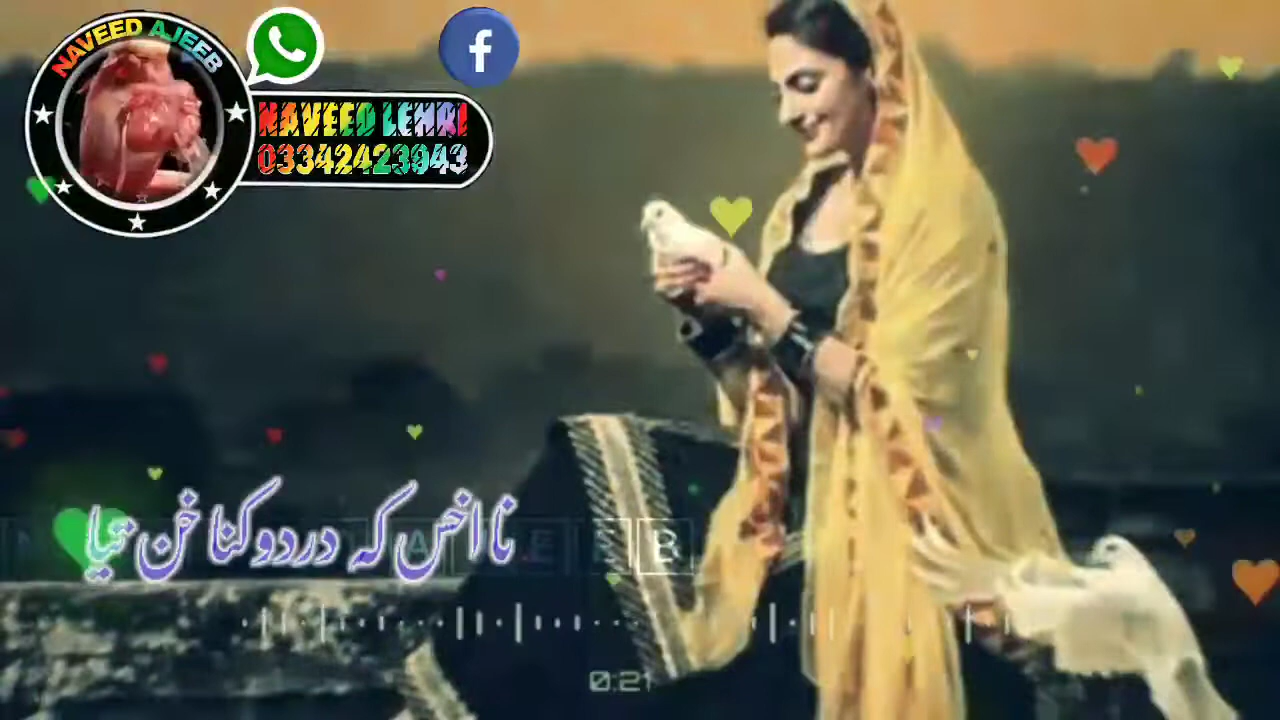 NAVEED AJEEB
NAVEED LEHRI
03342423943
نا اخس کہ دردو کنا خن تیا
E E B
0:21